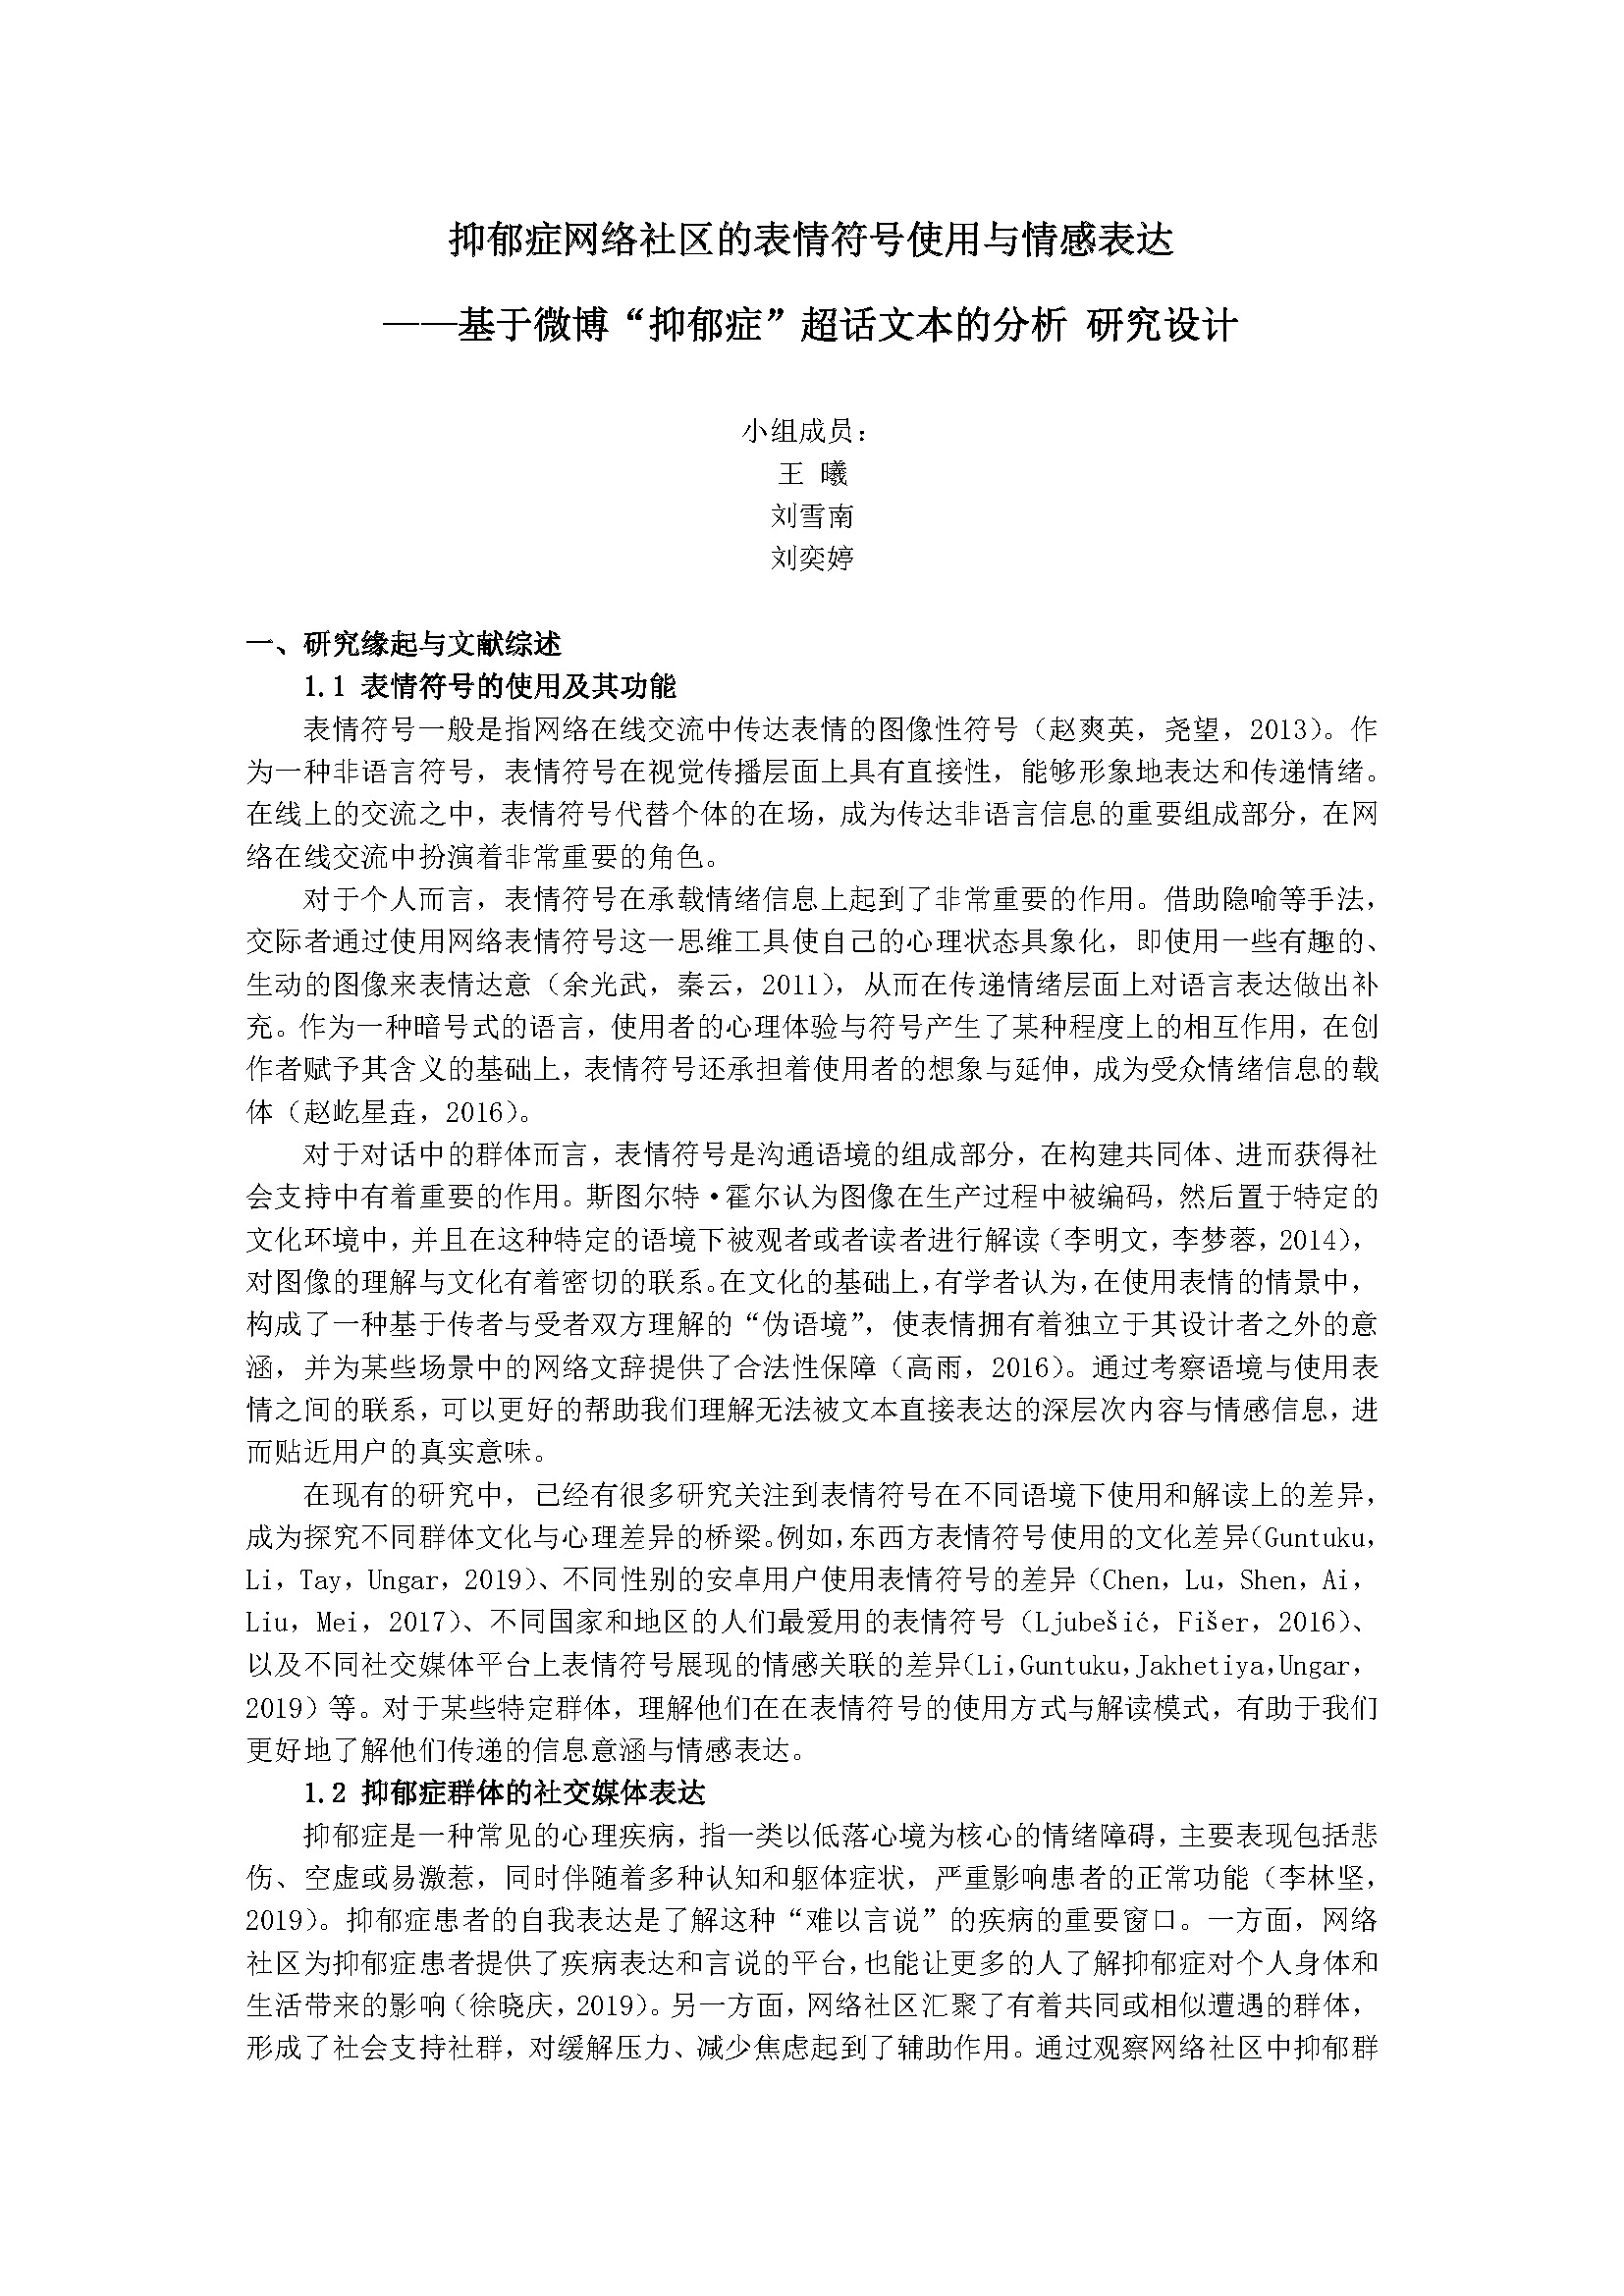 抑郁症网络社区的表情符号使用与情感表达
——基于微博“抑郁症”超话文本的分析 研究设计
小组成员：
王 曦
刘雪南
刘奕婷
一、研究缘起与文献综述
1.1 表情符号的使用及其功能
表情符号一般是指网络在线交流中传达表情的图像性符号（赵爽英，尧望，2013）。作
为一种非语言符号，表情符号在视觉传播层面上具有直接性，能够形象地表达和传递情绪。
在线上的交流之中，表情符号代替个体的在场，成为传达非语言信息的重要组成部分，在网
络在线交流中扮演着非常重要的角色。
对于个人而言，表情符号在承载情绪信息上起到了非常重要的作用。借助隐喻等手法，
交际者通过使用网络表情符号这一思维工具使自己的心理状态具象化，即使用一些有趣的、
生动的图像来表情达意（余光武，秦云，2011），从而在传递情绪层面上对语言表达做出补
充。作为一种暗号式的语言，使用者的心理体验与符号产生了某种程度上的相互作用，在创
作者赋予其含义的基础上，表情符号还承担着使用者的想象与延伸，成为受众情绪信息的载
体（赵屹星垚，2016）。
对于对话中的群体而言，表情符号是沟通语境的组成部分，在构建共同体、进而获得社
会支持中有着重要的作用。斯图尔特·霍尔认为图像在生产过程中被编码，然后置于特定的
文化环境中，并且在这种特定的语境下被观者或者读者进行解读（李明文，李梦蓉，2014），
对图像的理解与文化有着密切的联系。在文化的基础上，有学者认为，在使用表情的情景中，
构成了一种基于传者与受者双方理解的“伪语境”，使表情拥有着独立于其设计者之外的意
涵，并为某些场景中的网络文辞提供了合法性保障（高雨，2016）。通过考察语境与使用表
情之间的联系，可以更好的帮助我们理解无法被文本直接表达的深层次内容与情感信息，进
而贴近用户的真实意味。
在现有的研究中，已经有很多研究关注到表情符号在不同语境下使用和解读上的差异，
成为探究不同群体文化与心理差异的桥梁。例如，东西方表情符号使用的文化差异（Guntuku，
Li，Tay，Ungar，2019）、不同性别的安卓用户使用表情符号的差异（Chen，Lu，Shen，Ai，
Liu，Mei，2017）、不同国家和地区的人们最爱用的表情符号（Ljubešić，Fišer，2016）、
以及不同社交媒体平台上表情符号展现的情感关联的差异（Li，Guntuku，Jakhetiya，Ungar，
2019）等。对于某些特定群体，理解他们在在表情符号的使用方式与解读模式，有助于我们
更好地了解他们传递的信息意涵与情感表达。
1.2 抑郁症群体的社交媒体表达
抑郁症是一种常见的心理疾病，指一类以低落心境为核心的情绪障碍，主要表现包括悲
伤、空虚或易激惹，同时伴随着多种认知和躯体症状，严重影响患者的正常功能（李林坚，
2019）。抑郁症患者的自我表达是了解这种“难以言说”的疾病的重要窗口。一方面，网络
社区为抑郁症患者提供了疾病表达和言说的平台，也能让更多的人了解抑郁症对个人身体和
生活带来的影响（徐晓庆，2019）。另一方面，网络社区汇聚了有着共同或相似遭遇的群体，
形成了社会支持社群，对缓解压力、减少焦虑起到了辅助作用。通过观察网络社区中抑郁群